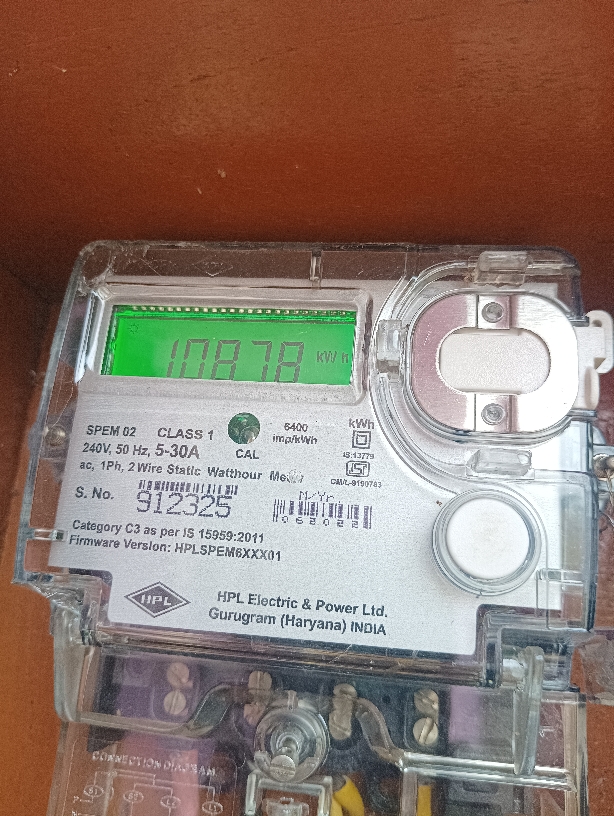 10878 kWh
SPEM 02 CLASS 1 6400 imp/kWh kWh
240V, 50 Hz, 5-30A CAL IS:13779
ac, 1Ph, 2 Wire Static Watthour Meter CM/L-9190783
S. No. 912325 M/Yr
062022
Category C3 as per IS 15959:2011
Firmware Version: HPLSPEM6XXX01
HPL HPL Electric & Power Ltd.
Gurugram (Haryana) INDIA
CONNECTION DIAGRAM